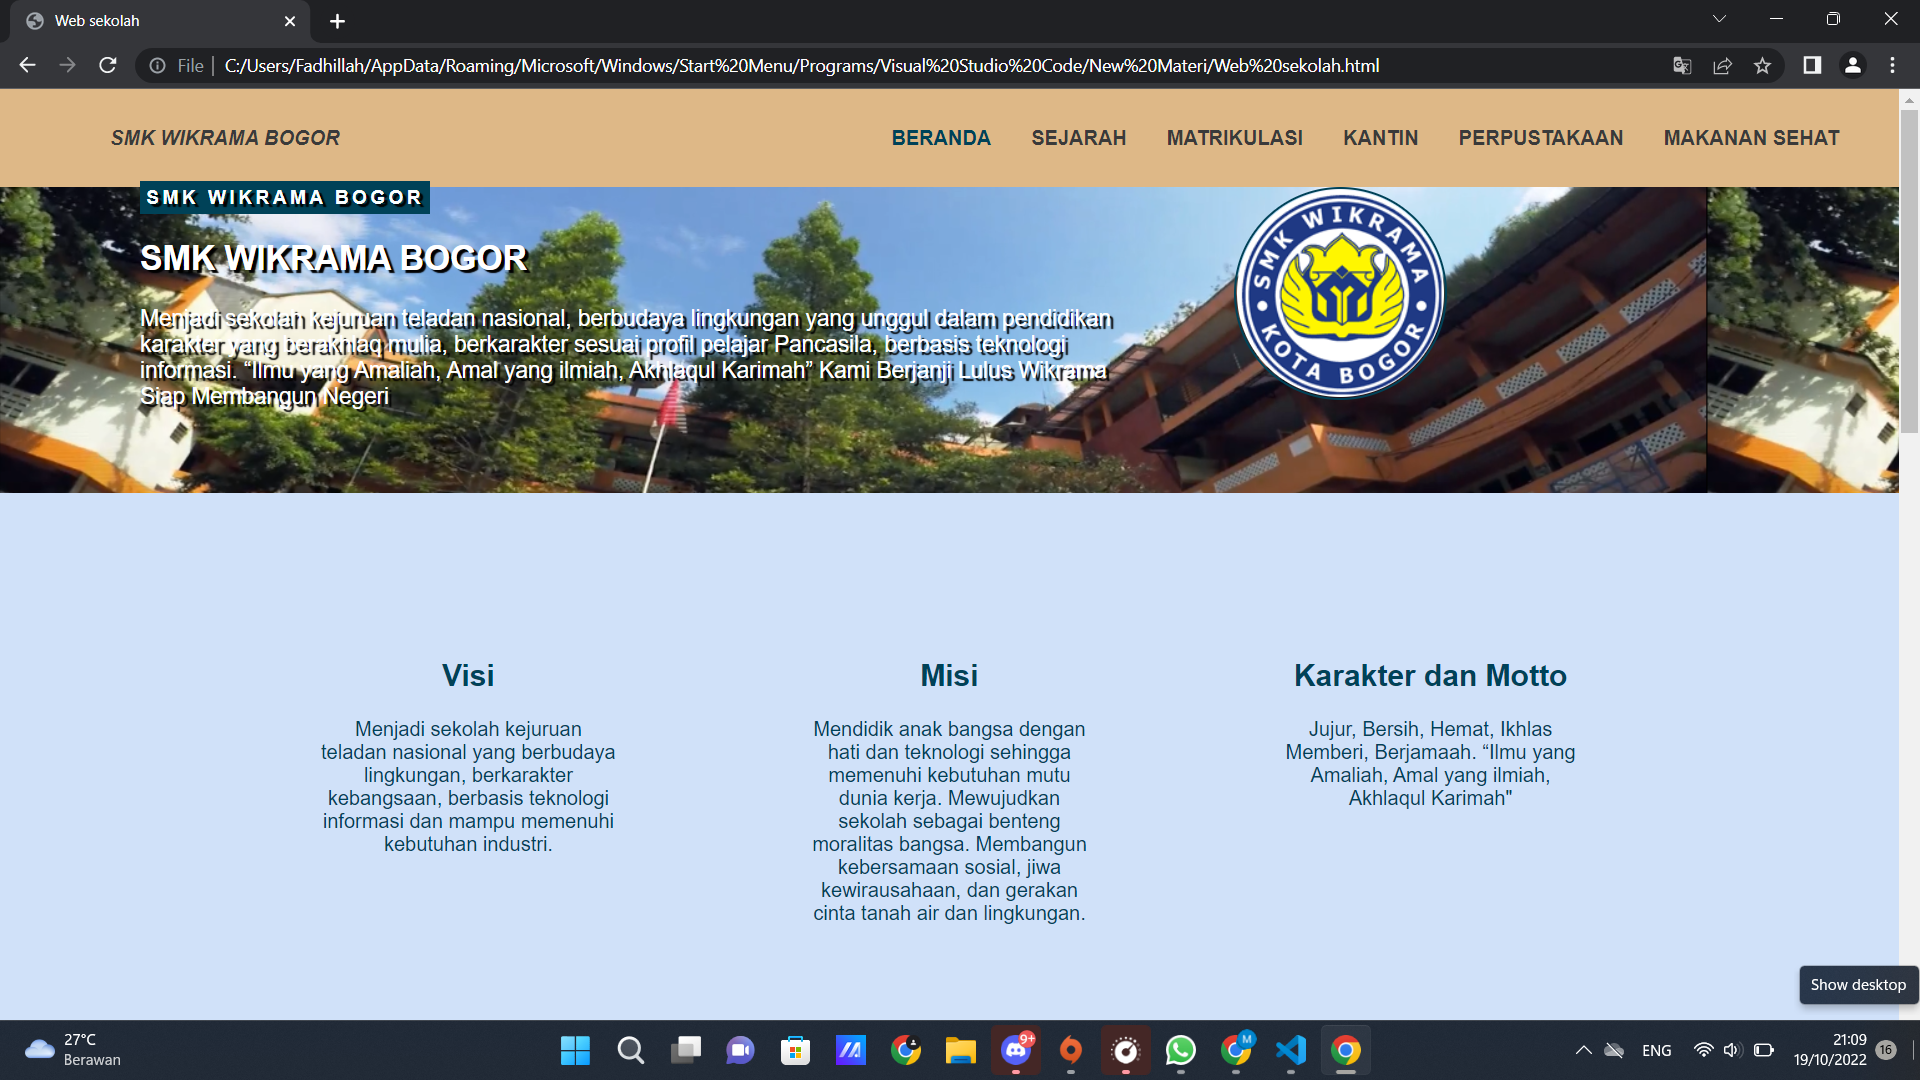 Web sekolah
File
C:/Users/Fadhillah/AppData/Roaming/Microsoft/Windows/Start%20Menu/Programs/Visual%20Studio%20Code/New%20Materi/Web%20sekolah.html
SMK WIKRAMA BOGOR
BERANDA SEJARAH MATRIKULASI KANTIN PERPUSTAKAAN MAKANAN SEHAT
SMK WIKRAMA BOGOR
SMK WIKRAMA BOGOR
Menjadi sekolah kejuruan teladan nasional, berbudaya lingkungan yang unggul dalam pendidikan
karakter yang berakhlaq mulia, berkarakter sesuai profil pelajar Pancasila, berbasis teknologi
informasi. “Ilmu yang Amaliah, Amal yang ilmiah, Akhlaqul Karimah” Kami Berjanji Lulus Wikrama
Siap Membangun Negeri
SMK WIKRAMA
KOTA BOGOR
Visi
Menjadi sekolah kejuruan
teladan nasional yang berbudaya
lingkungan, berkarakter
kebangsaan, berbasis teknologi
informasi dan mampu memenuhi
kebutuhan industri.
Misi
Mendidik anak bangsa dengan
hati dan teknologi sehingga
memenuhi kebutuhan mutu
dunia kerja. Mewujudkan
sekolah sebagai benteng
moralitas bangsa. Membangun
kebersamaan sosial, jiwa
kewirausahaan, dan gerakan
cinta tanah air dan lingkungan.
Karakter dan Motto
Jujur, Bersih, Hemat, Ikhlas
Memberi, Berjamaah. “Ilmu yang
Amaliah, Amal yang ilmiah,
Akhlaqul Karimah"
Show desktop
27°C
Berawan
9+
M
ENG
21:09
19/10/2022
16